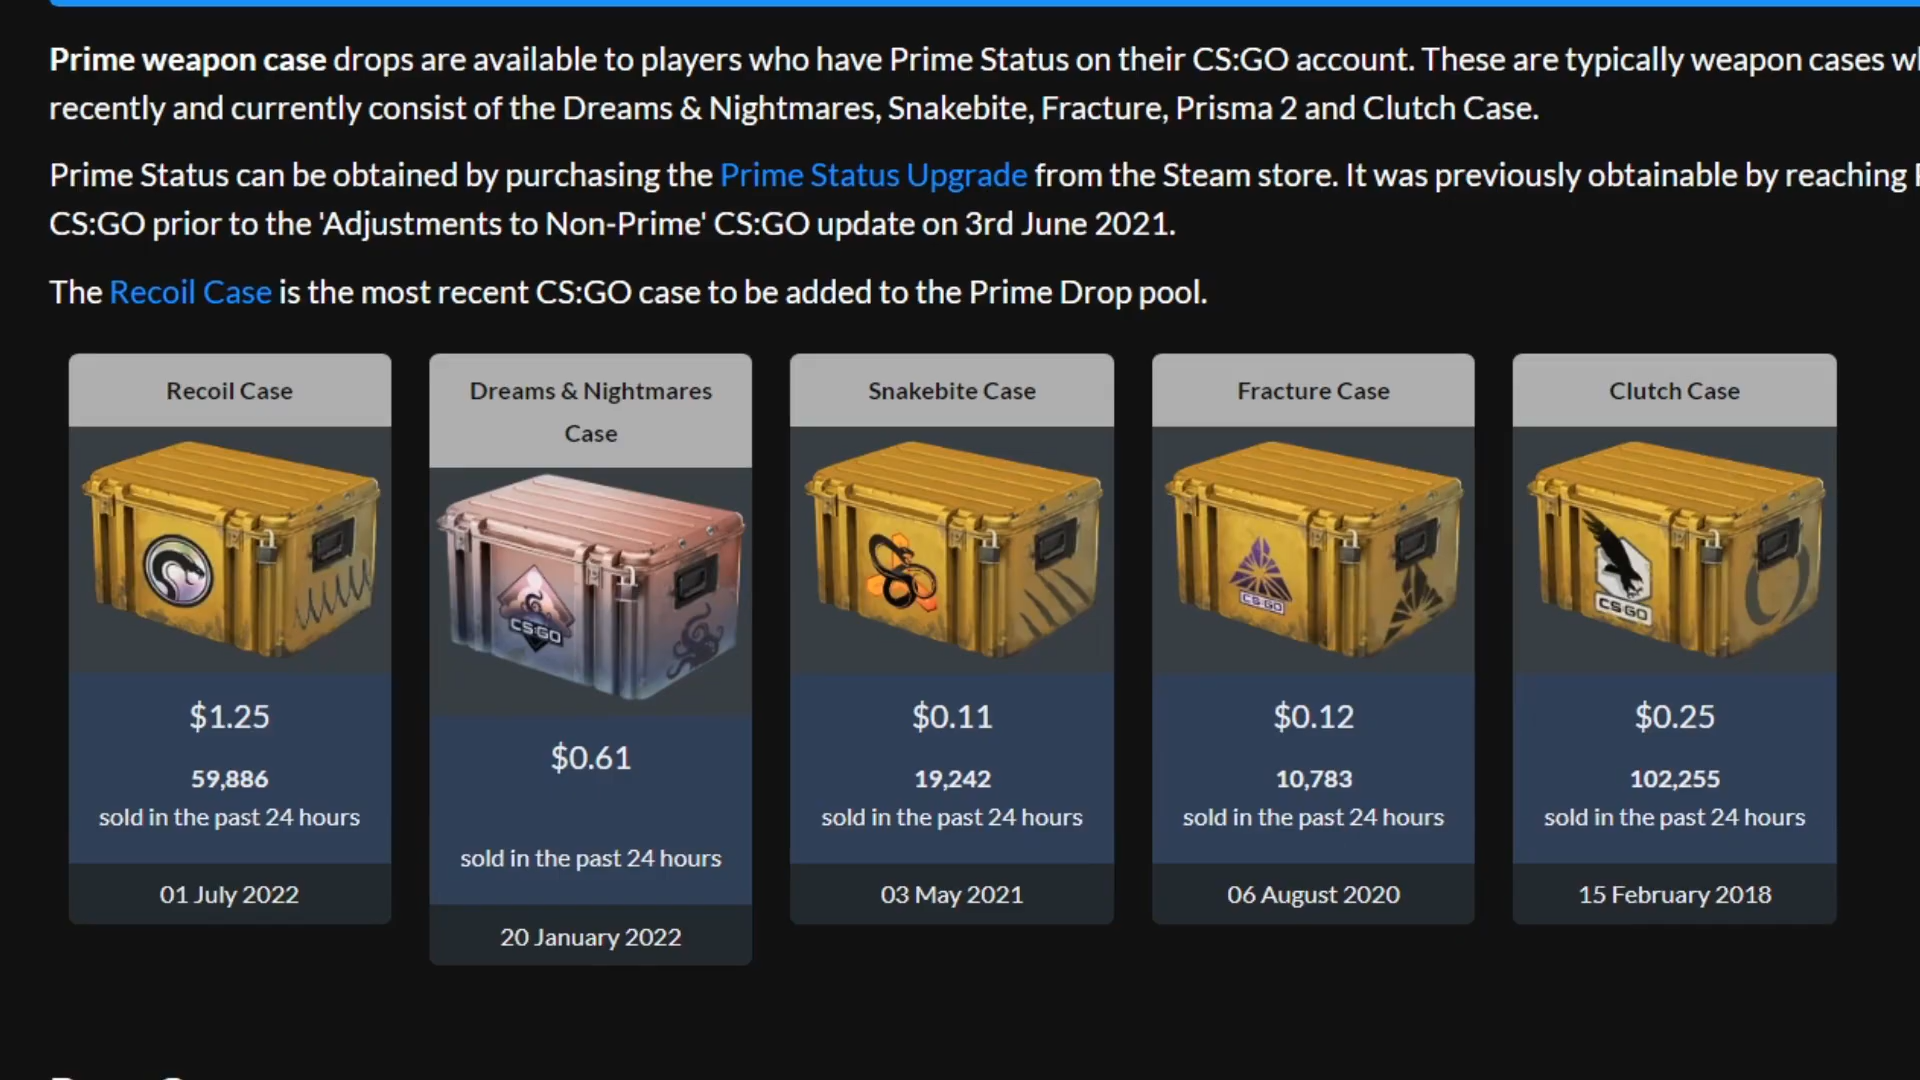 Prime weapon case drops are available to players who have Prime Status on their CS:GO account. These are typically weapon cases
recently and currently consist of the Dreams & Nightmares, Snakebite, Fracture, Prisma 2 and Clutch Case.
Prime Status can be obtained by purchasing the Prime Status Upgrade from the Steam store. It was previously obtainable by reaching
CS:GO prior to the 'Adjustments to Non-Prime' CS:GO update on 3rd June 2021.
The Recoil Case is the most recent CS:GO case to be added to the Prime Drop pool.
Recoil Case
$1.25
59,886
sold in the past 24 hours
01 July 2022
Dreams & Nightmares
Case
CS:GO
$0.61
sold in the past 24 hours
20 January 2022
Snakebite Case
$0.11
19,242
sold in the past 24 hours
03 May 2021
Fracture Case
CS:GO
$0.12
10,783
sold in the past 24 hours
06 August 2020
Clutch Case
CS:GO
$0.25
102,255
sold in the past 24 hours
15 February 2018